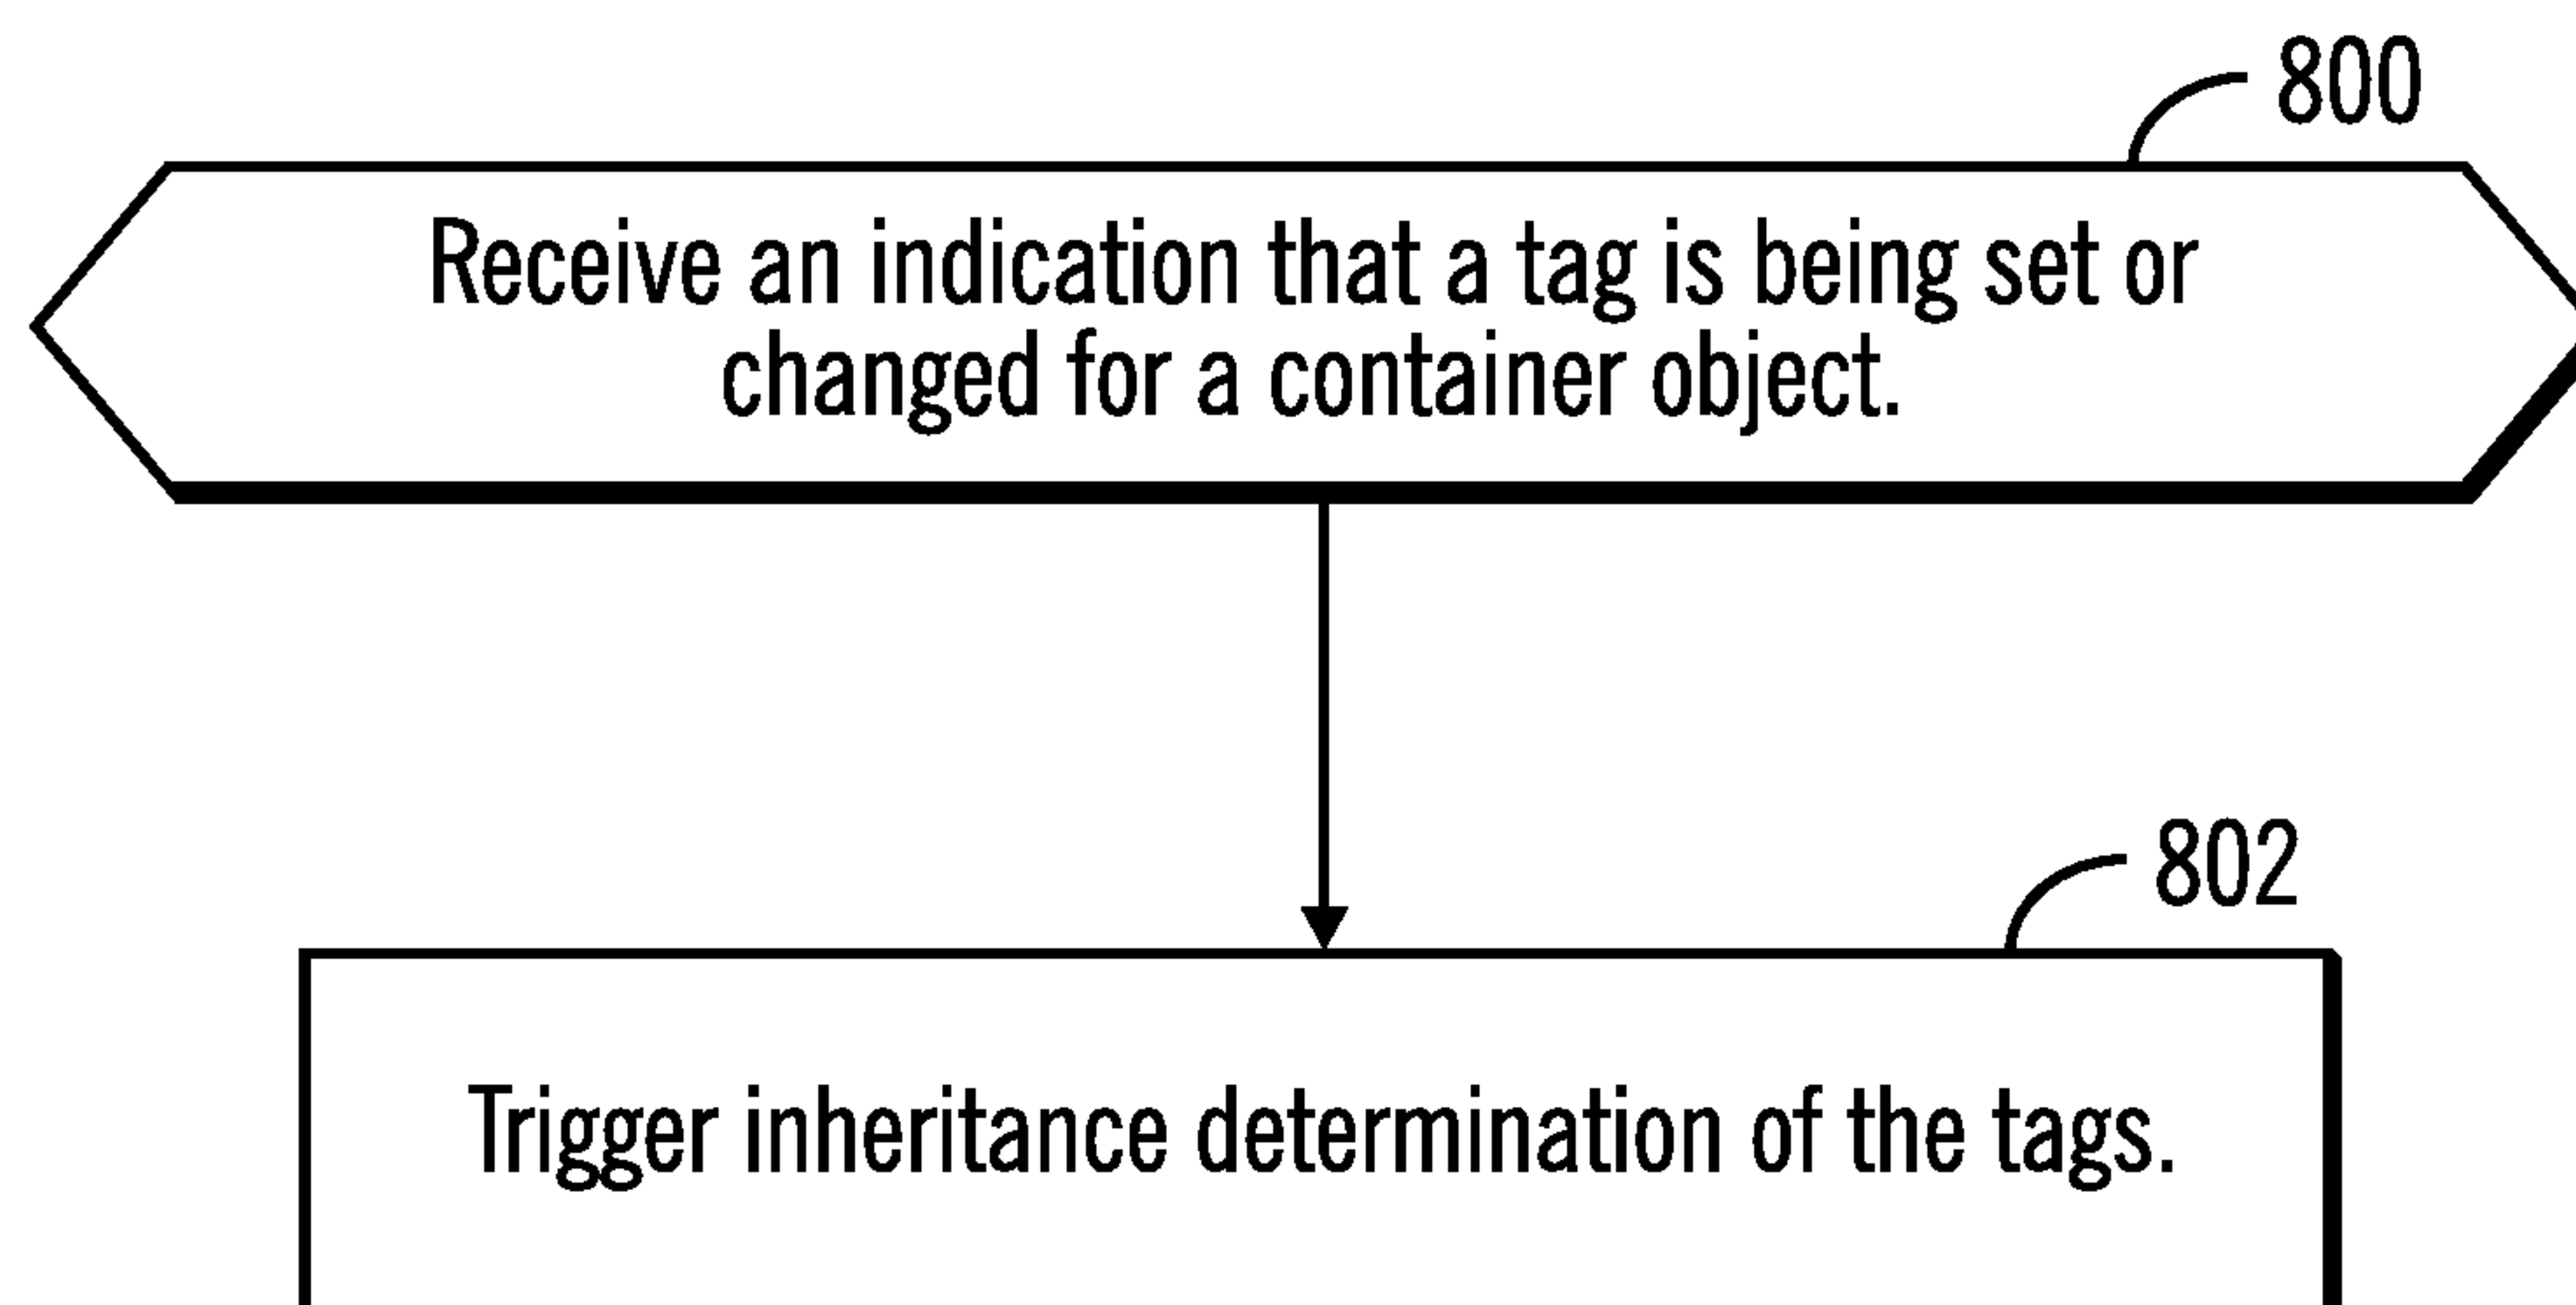 800
Receive an indication that a tag is being set or
changed for a container object.
802
Trigger inheritance determination of the tags.